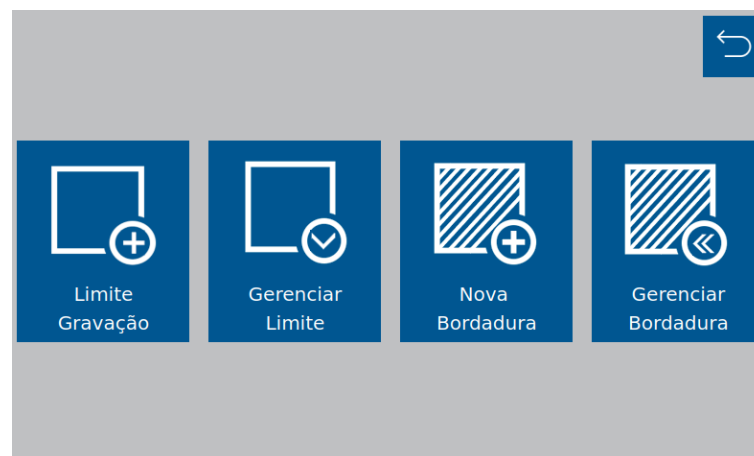 Limite
Gravação
Gerenciar
Limite
Nova
Bordadura
Gerenciar
Bordadura